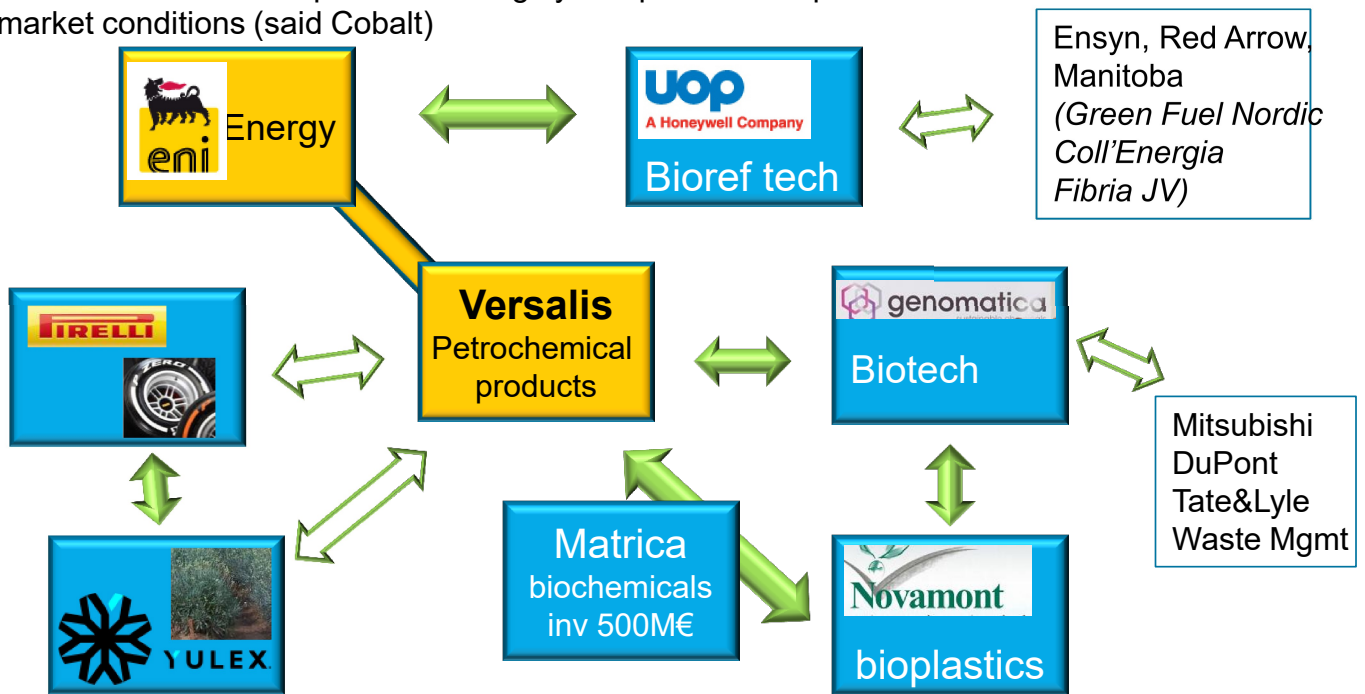 market conditions (said Cobalt)
eni
Energy
uop
A Honeywell Company
Bioref tech
Ensyn, Red Arrow,
Manitoba
(Green Fuel Nordic
Coll'Energia
Fibria JV)
PIRELLI
P ZERO
Versalis
Petrochemical
products
genomatica
Biotech
Mitsubishi
DuPont
Tate&Lyle
Waste Mgmt
YULEX
Matrica
biochemicals
inv 500M€
Novamont
bioplastics